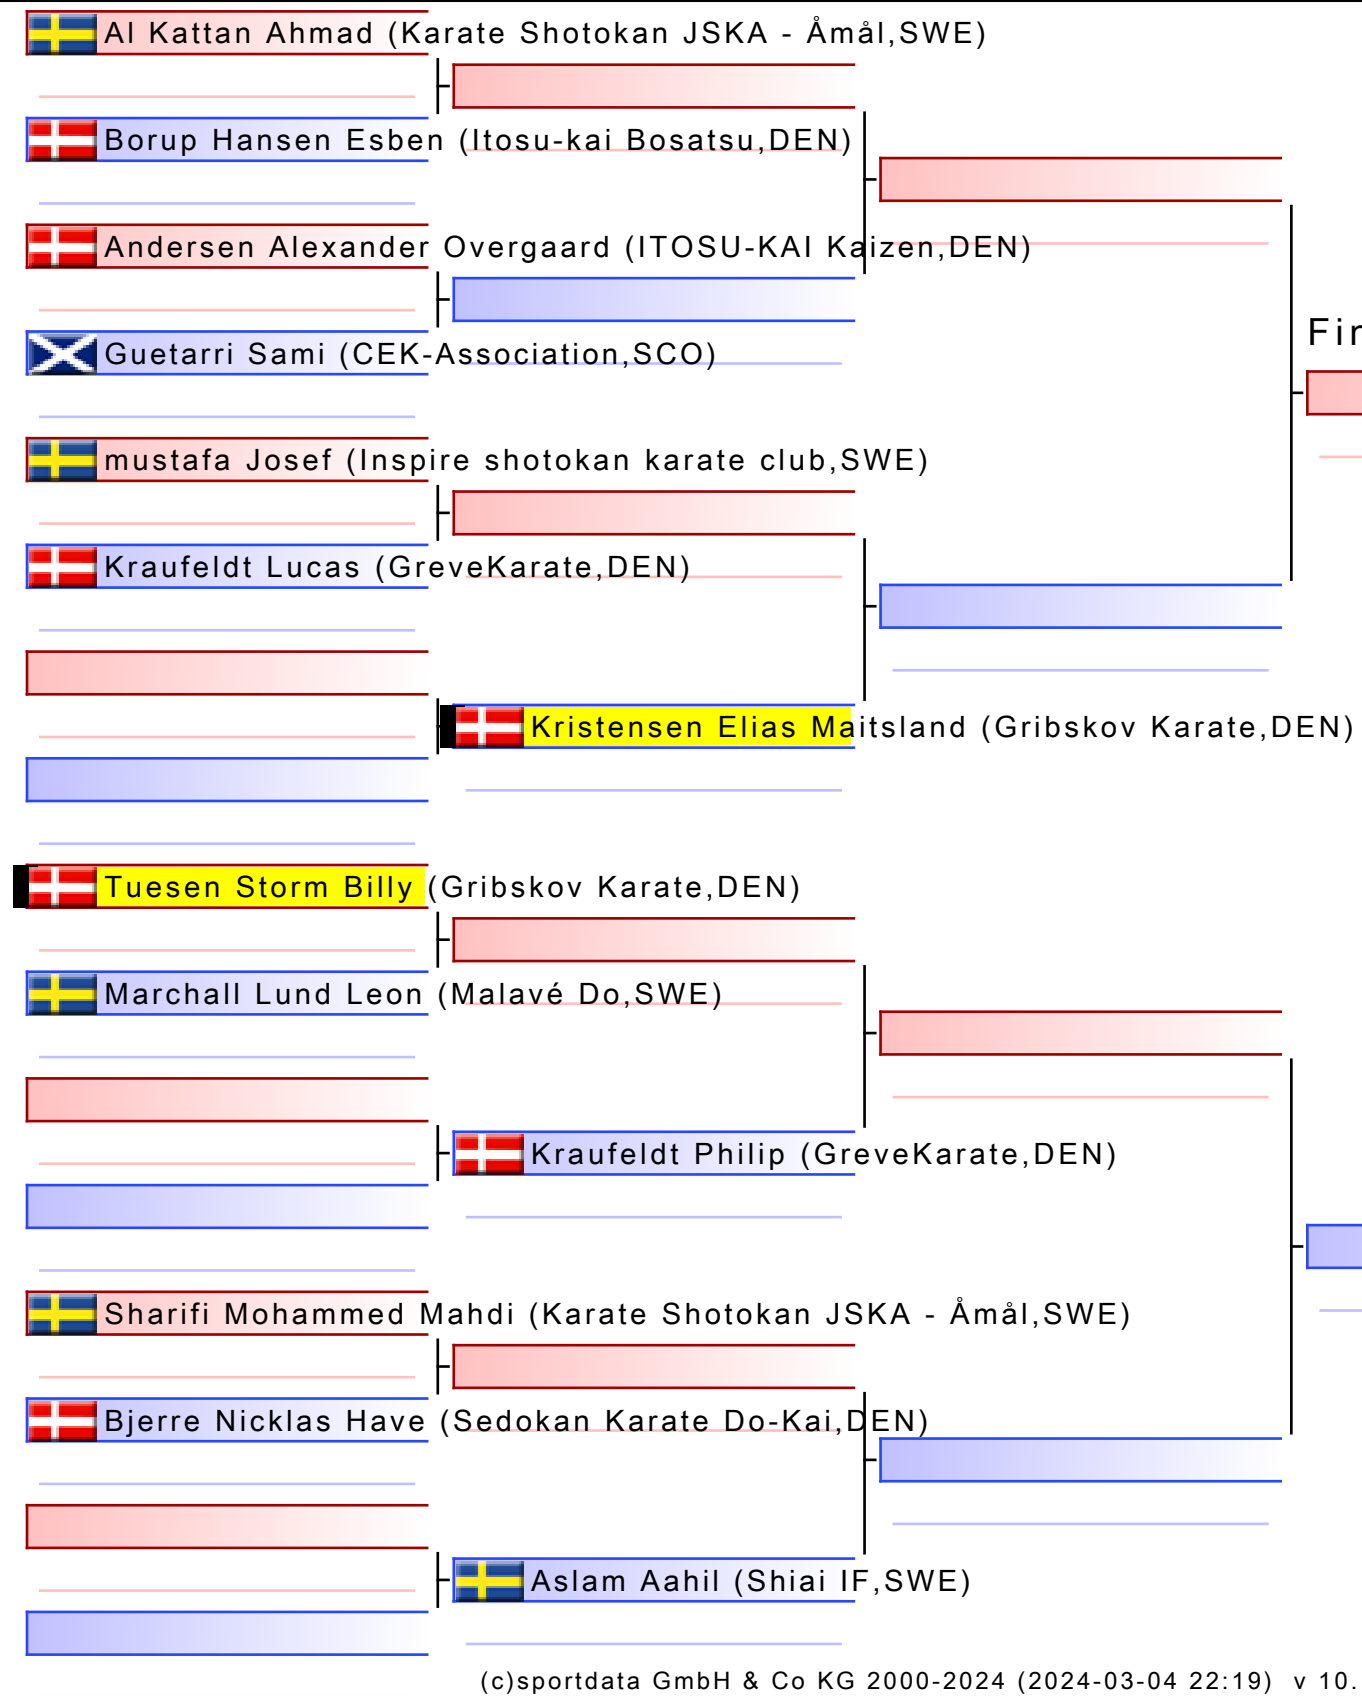 Al Kattan Ahmad (Karate Shotokan JSKA - Åmål,SWE)
Borup Hansen Esben (Itosu-kai Bosatsu,DEN)
Andersen Alexander Overgaard (ITOSU-KAI Kaizen,DEN)
Guetarri Sami (CEK-Association,SCO)
Fin
mustafa Josef (Inspire shotokan karate club,SWE)
Kraufeldt Lucas (GreveKarate,DEN)
Kristensen Elias Maitsland (Gribskov Karate,DEN)
Tuesen Storm Billy (Gribskov Karate,DEN)
Marchall Lund Leon (Malavé Do,SWE)
Kraufeldt Philip (GreveKarate,DEN)
Sharifi Mohammed Mahdi (Karate Shotokan JSKA - Åmål,SWE)
Bjerre Nicklas Have (Sedokan Karate Do-Kai,DEN)
Aslam Aahil (Shiai IF,SWE)
(c)sportdata GmbH & Co KG 2000-2024 (2024-03-04 22:19) v 10.